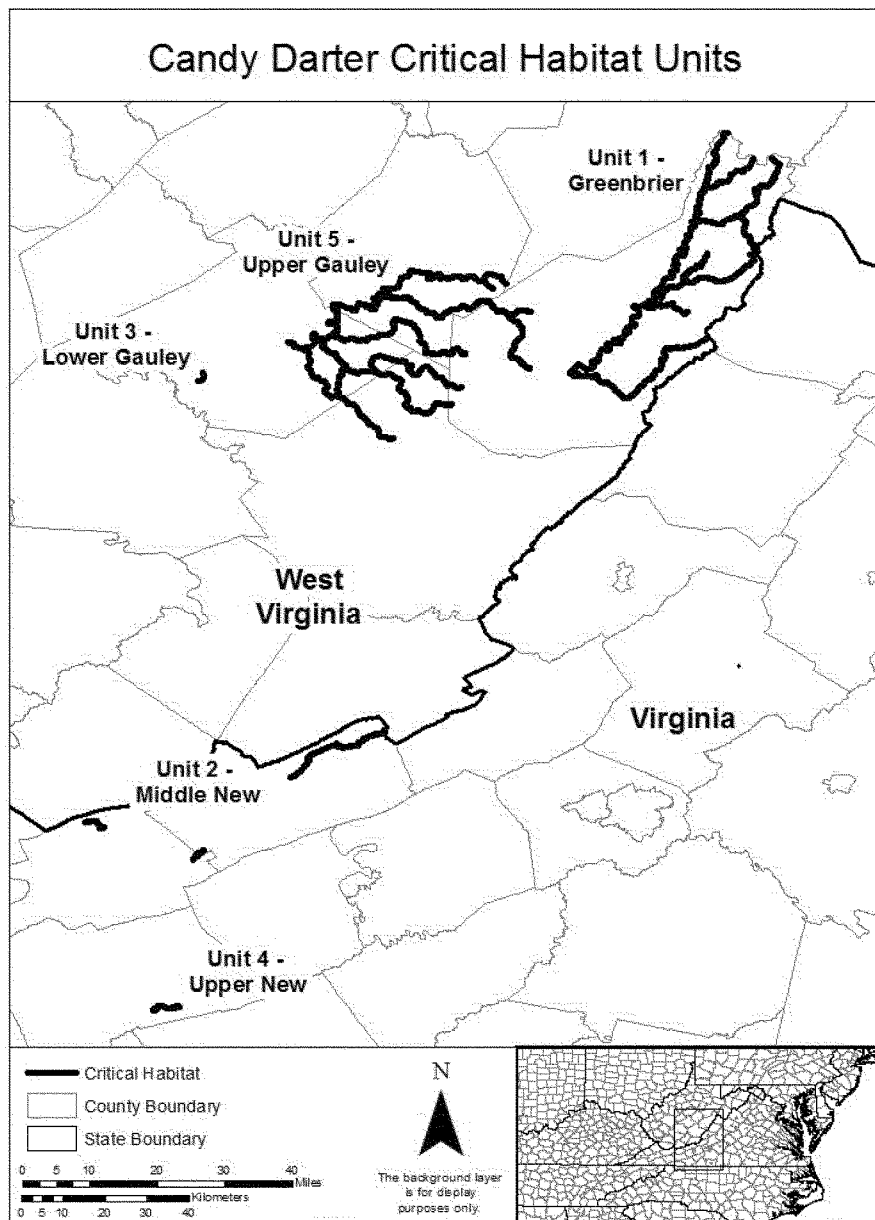 Candy Darter Critical Habitat Units
Unit 1 -
Greenbrier
Unit 5 -
Upper Gauley
Unit 3 -
Lower Gauley
West
Virginia
Virginia
Unit 2 -
Middle New
Unit 4 -
Upper New
Critical Habitat
County Boundary
State Boundary
0 5 10 20 30 40
Miles
Kilometers
0 5 10 20 30 40
N
The background layer
is for display
purposes only.